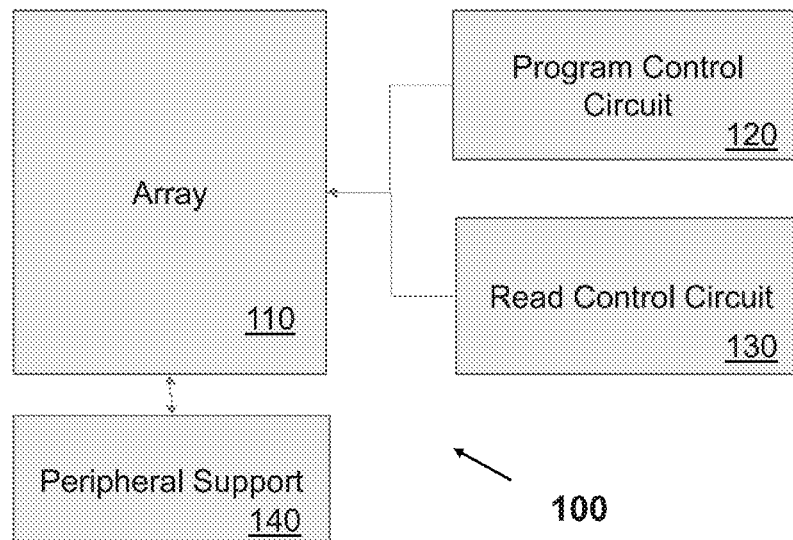 Array
110
Program Control
Circuit
120
Read Control Circuit
130
Peripheral Support
140
100